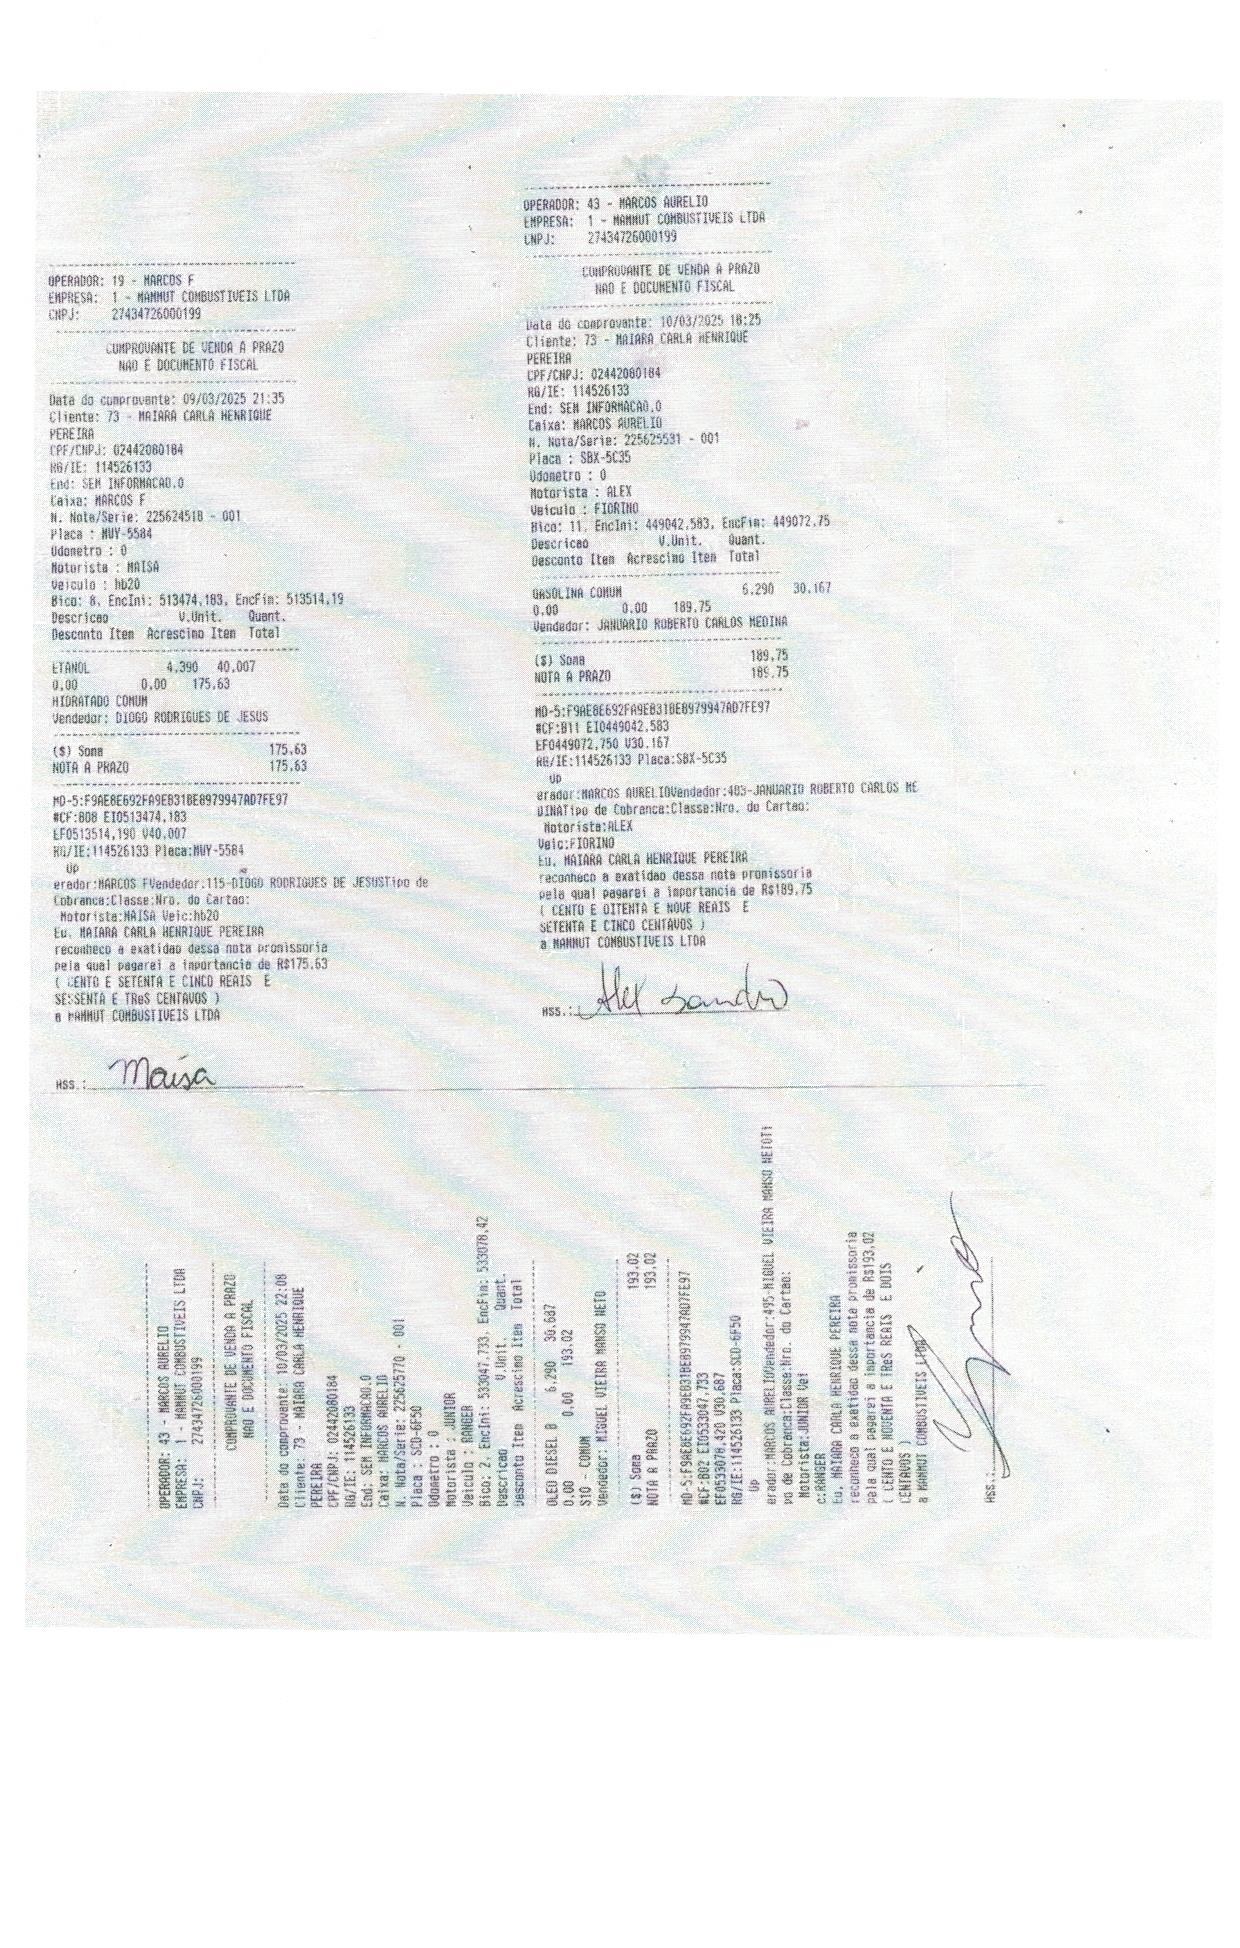 OPERADOR: 19 - MARCOS F
EMPRESA: 1 - MAMMUT COMBUSTIVEIS LTDA
CNPJ: 27434726000199
COMPROVANTE DE VENDA A PRAZO
NAO E DOCUMENTO FISCAL
Data do comprovante: 09/03/2025 21:35
Cliente: 73 - MAIARA CARLA HENRIQUE
PEREIRA
CPF/CNPJ: 02442080184
RG/IE: 114526133
End: SEM INFORMACAO,0
Caixa: MARCOS F
N. Nota/Serie: 225624518 - 001
Placa : MUY-5584
Odometro : 0
Motorista : MAISA
Veiculo : hb20
Bico: 8, EncIni: 513474,183, EncFim: 513514,19
Descricao V.Unit. Quant.
Desconto Item Acrescimo Item Total
ETANOL 4,390 40,007
0,00 0,00 175,63
HIDRATADO COMUM
Vendedor: DIOGO RODRIGUES DE JESUS
($) Soma 175,63
NOTA A PRAZO 175,63
MD-5:F9AE8E692FA9EB31BE8979947AD7FE97
#CF:B08 EI0513474,183
EF0513514,190 V40,007
RG/IE:114526133 Placa:MUY-5584
Op
erador:MARCOS FVendedor:115-DIOGO RODRIGUES DE JESUSTipo de
Cobranca:Classe:Nro. do Cartao:
Motorista:MAISA Veic:hb20
Eu, MAIARA CARLA HENRIQUE PEREIRA
reconheco a exatidao dessa nota promissoria
pela qual pagarei a importancia de R$175,63
( CENTO E SETENTA E CINCO REAIS E
SESSENTA E TReS CENTAVOS )
a MAMMUT COMBUSTIVEIS LTDA
ASS.: Maísa
OPERADOR: 43 - MARCOS AURELIO
EMPRESA: 1 - MAMMUT COMBUSTIVEIS LTDA
CNPJ: 27434726000199
COMPROVANTE DE VENDA A PRAZO
NAO E DOCUMENTO FISCAL
Data do comprovante: 10/03/2025 18:25
Cliente: 73 - MAIARA CARLA HENRIQUE
PEREIRA
CPF/CNPJ: 02442080184
RG/IE: 114526133
End: SEM INFORMACAO,0
Caixa: MARCOS AURELIO
N. Nota/Serie: 225625531 - 001
Placa : SBX-5C35
Odometro : 0
Motorista : ALEX
Veiculo : FIORINO
Bico: 11, EncIni: 449042,583, EncFim: 449072,75
Descricao V.Unit. Quant.
Desconto Item Acrescimo Item Total
GASOLINA COMUM 6,290 30,167
0,00 0,00 189,75
Vendedor: JANUARIO ROBERTO CARLOS MEDINA
($) Soma 189,75
NOTA A PRAZO 189,75
MD-5:F9AE8E692FA9EB31BE8979947AD7FE97
#CF:B11 EI0449042,583
EF0449072,750 V30,167
RG/IE:114526133 Placa:SBX-5C35
Op
erador:MARCOS AURELIOVendedor:403-JANUARIO ROBERTO CARLOS ME
DINATipo de Cobranca:Classe:Nro. do Cartao:
Motorista:ALEX
Veic:FIORINO
Eu, MAIARA CARLA HENRIQUE PEREIRA
reconheco a exatidao dessa nota promissoria
pela qual pagarei a importancia de R$189,75
( CENTO E OITENTA E NOVE REAIS E
SETENTA E CINCO CENTAVOS )
a MAMMUT COMBUSTIVEIS LTDA
ASS.: Alex sandro
OPERADOR: 43 - MARCOS AURELIO
EMPRESA: 1 - MAMMUT COMBUSTIVEIS LTDA
CNPJ: 27434726000199
COMPROVANTE DE VENDA A PRAZO
NAO E DOCUMENTO FISCAL
Data do comprovante: 10/03/2025 22:08
Cliente: 73 - MAIARA CARLA HENRIQUE
PEREIRA
CPF/CNPJ: 02442080184
RG/IE: 114526133
End: SEM INFORMACAO,0
Caixa: MARCOS AURELIO
N. Nota/Serie: 225625770 - 001
Placa : SCD-6F50
Odometro : 0
Motorista : JUNIOR
Veiculo : RANGER
Bico: 2, EncIni: 533047,733, EncFim: 533078,42
Descricao V.Unit. Quant.
Desconto Item Acrescimo Item Total
OLEO DIESEL B 6,290 30,687
0,00 0,00 193,02
S10 - COMUM
Vendedor: MIGUEL VIEIRA MANSO NETO
($) Soma 193,02
NOTA A PRAZO 193,02
MD-5:F9AE8E692FA9EB31BE8979947AD7FE97
#CF:B02 EI0533047,733
EF0533078,420 V30,687
RG/IE:114526133 Placa:SCD-6F50
Op
erador:MARCOS AURELIOVendedor:495-MIGUEL VIEIRA MANSO NETOTi
po de Cobranca:Classe:Nro. do Cartao:
Motorista:JUNIOR Vei
c:RANGER
Eu, MAIARA CARLA HENRIQUE PEREIRA
reconheco a exatidao dessa nota promissoria
pela qual pagarei a importancia de R$193,02
( CENTO E NOVENTA E TReS REAIS E DOIS
CENTAVOS )
a MAMMUT COMBUSTIVEIS LTDA
ASS.: